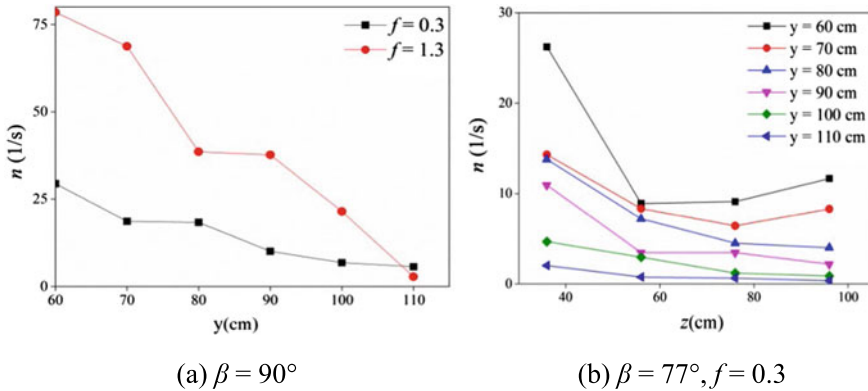 75
50
25
0
n (1/s)
f = 0.3
f = 1.3
60 70 80 90 100 110
y(cm)
(a) β = 90°
30
20
10
0
n (1/s)
y = 60 cm
y = 70 cm
y = 80 cm
y = 90 cm
y = 100 cm
y = 110 cm
40 60 80 100
z(cm)
(b) β = 77°, f = 0.3